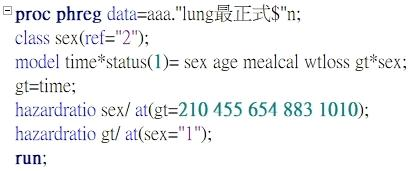 proc phreg data=aaa."lung最正式$"n;
class sex(ref="2");
model time*status(1)= sex age mealcal wtloss gt*sex;
gt=time;
hazardratio sex/ at(gt=210 455 654 883 1010);
hazardratio gt/ at(sex="1");
run;